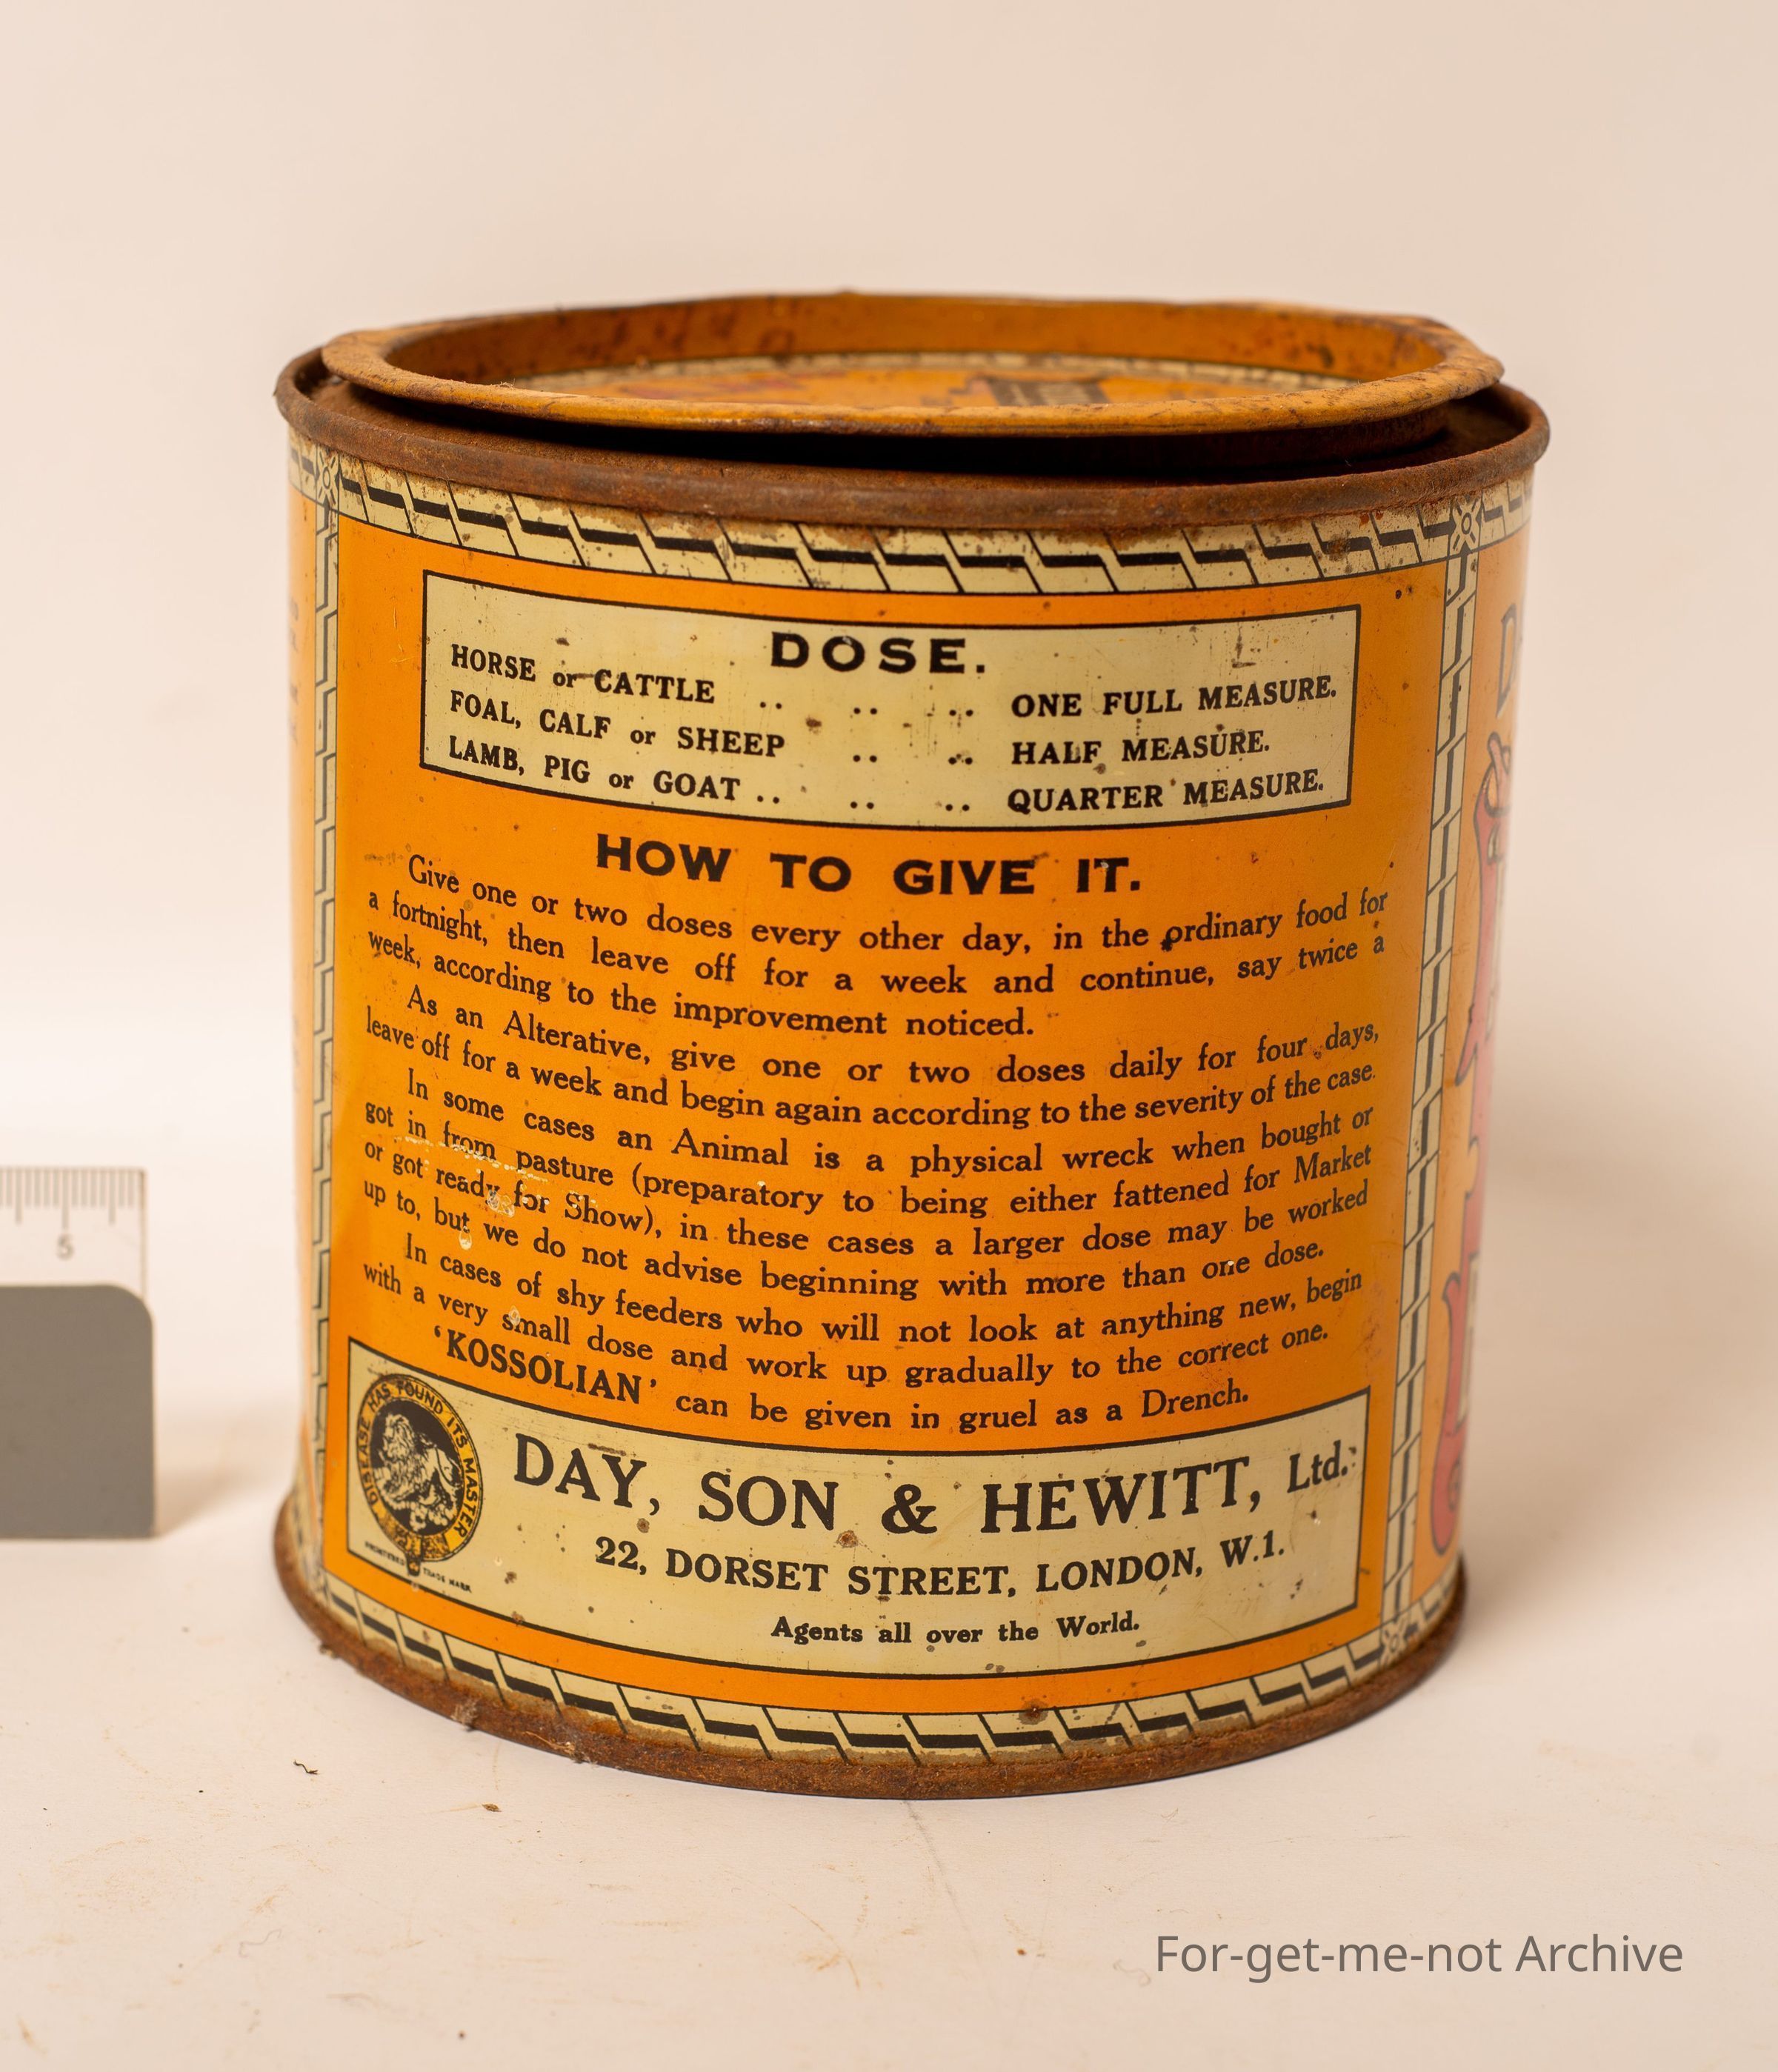 DOSE.
HORSE or CATTLE .. .. .. ONE FULL MEASURE.
FOAL, CALF or SHEEP .. .. HALF MEASURE.
LAMB, PIG or GOAT .. .. .. QUARTER MEASURE.
HOW TO GIVE IT.
Give one or two doses every other day, in the ordinary food for
a fortnight, then leave off for a week and continue, say twice a
week, according to the improvement noticed.
As an Alterative, give one or two doses daily for four days,
leave off for a week and begin again according to the severity of the case.
In some cases an Animal is a physical wreck when bought or
got in from pasture (preparatory to being either fattened for Market
or got ready for Show), in these cases a larger dose may be worked
up to, but we do not advise beginning with more than one dose.
In cases of shy feeders who will not look at anything new, begin
with a very small dose and work up gradually to the correct one.
‘KOSSOLIAN’ can be given in gruel as a Drench.
DISEASE HAS FOUND ITS MASTER
REGISTERED TRADE MARK
DAY, SON & HEWITT, Ltd.
22, DORSET STREET, LONDON, W.1.
Agents all over the World.
5
For-get-me-not Archive